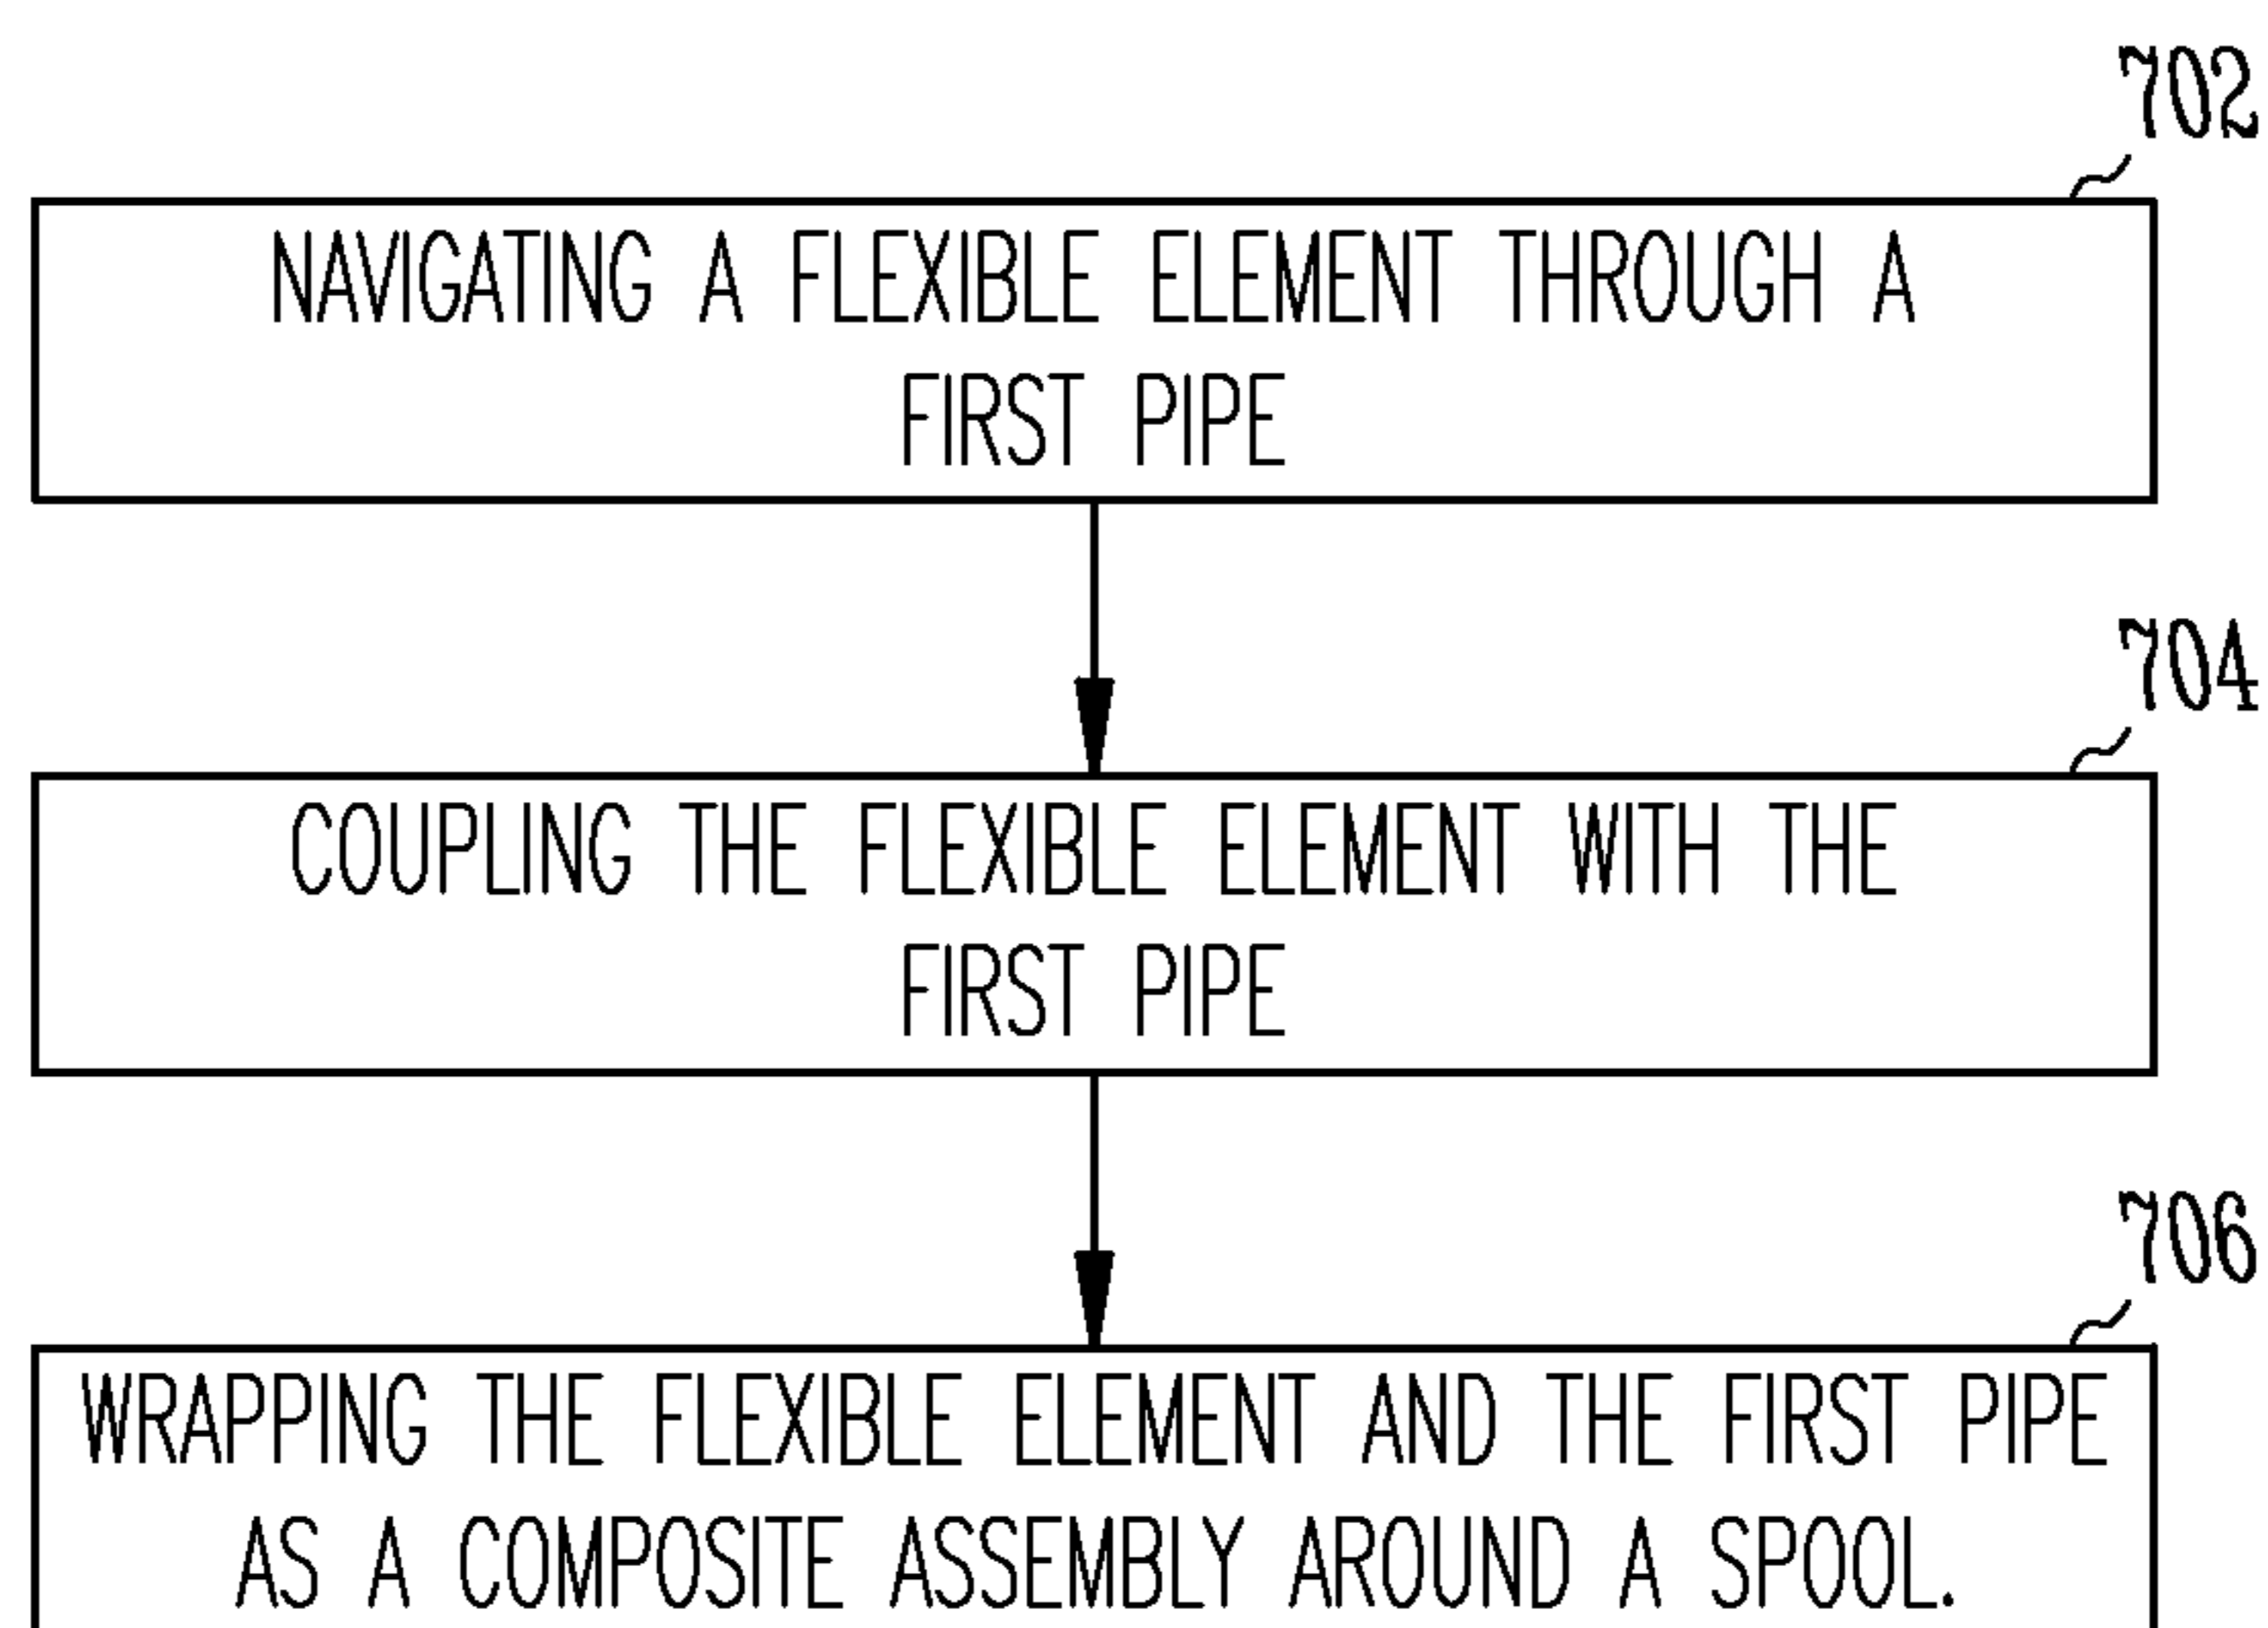 702
NAVIGATING A FLEXIBLE ELEMENT THROUGH A
FIRST PIPE
704
COUPLING THE FLEXIBLE ELEMENT WITH THE
FIRST PIPE
706
WRAPPING THE FLEXIBLE ELEMENT AND THE FIRST PIPE
AS A COMPOSITE ASSEMBLY AROUND A SPOOL.